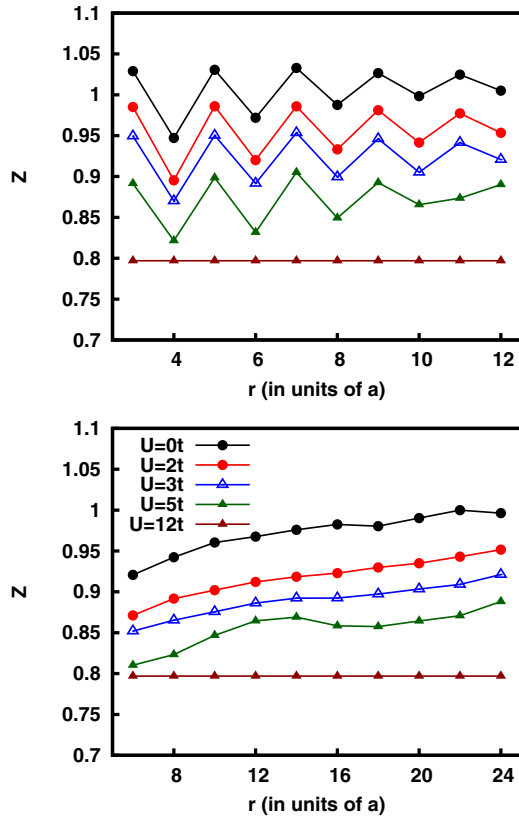 1.1
1.05
1
0.95
0.9
0.85
0.8
0.75
0.7
Z
4 6 8 10 12
r (in units of a)
1.1
U=0t
1.05
U=2t
U=3t
1
U=5t
U=12t
0.95
0.9
0.85
0.8
0.75
0.7
Z
8 12 16 20 24
r (in units of a)